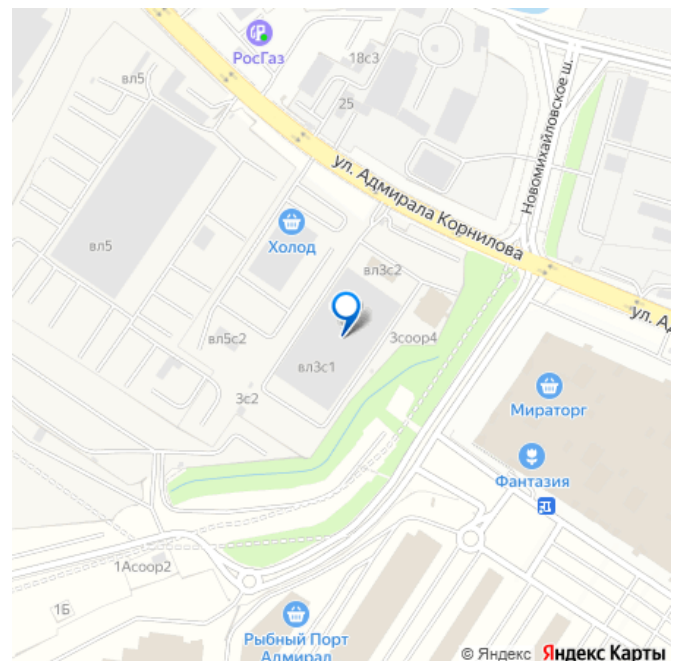 РосГаз
18с3
вл5
25
Новомихайловское ш.
ул. Адмирала Корнилова
вл5
Холод
вл3с2
ул. Ад
вл5с2
3соор4
вл3с1
3с2
Мираторг
Фантазия
1Асоор2
1Б
Рыбный Порт
Адмирал
© Яндекс Яндекс Карты